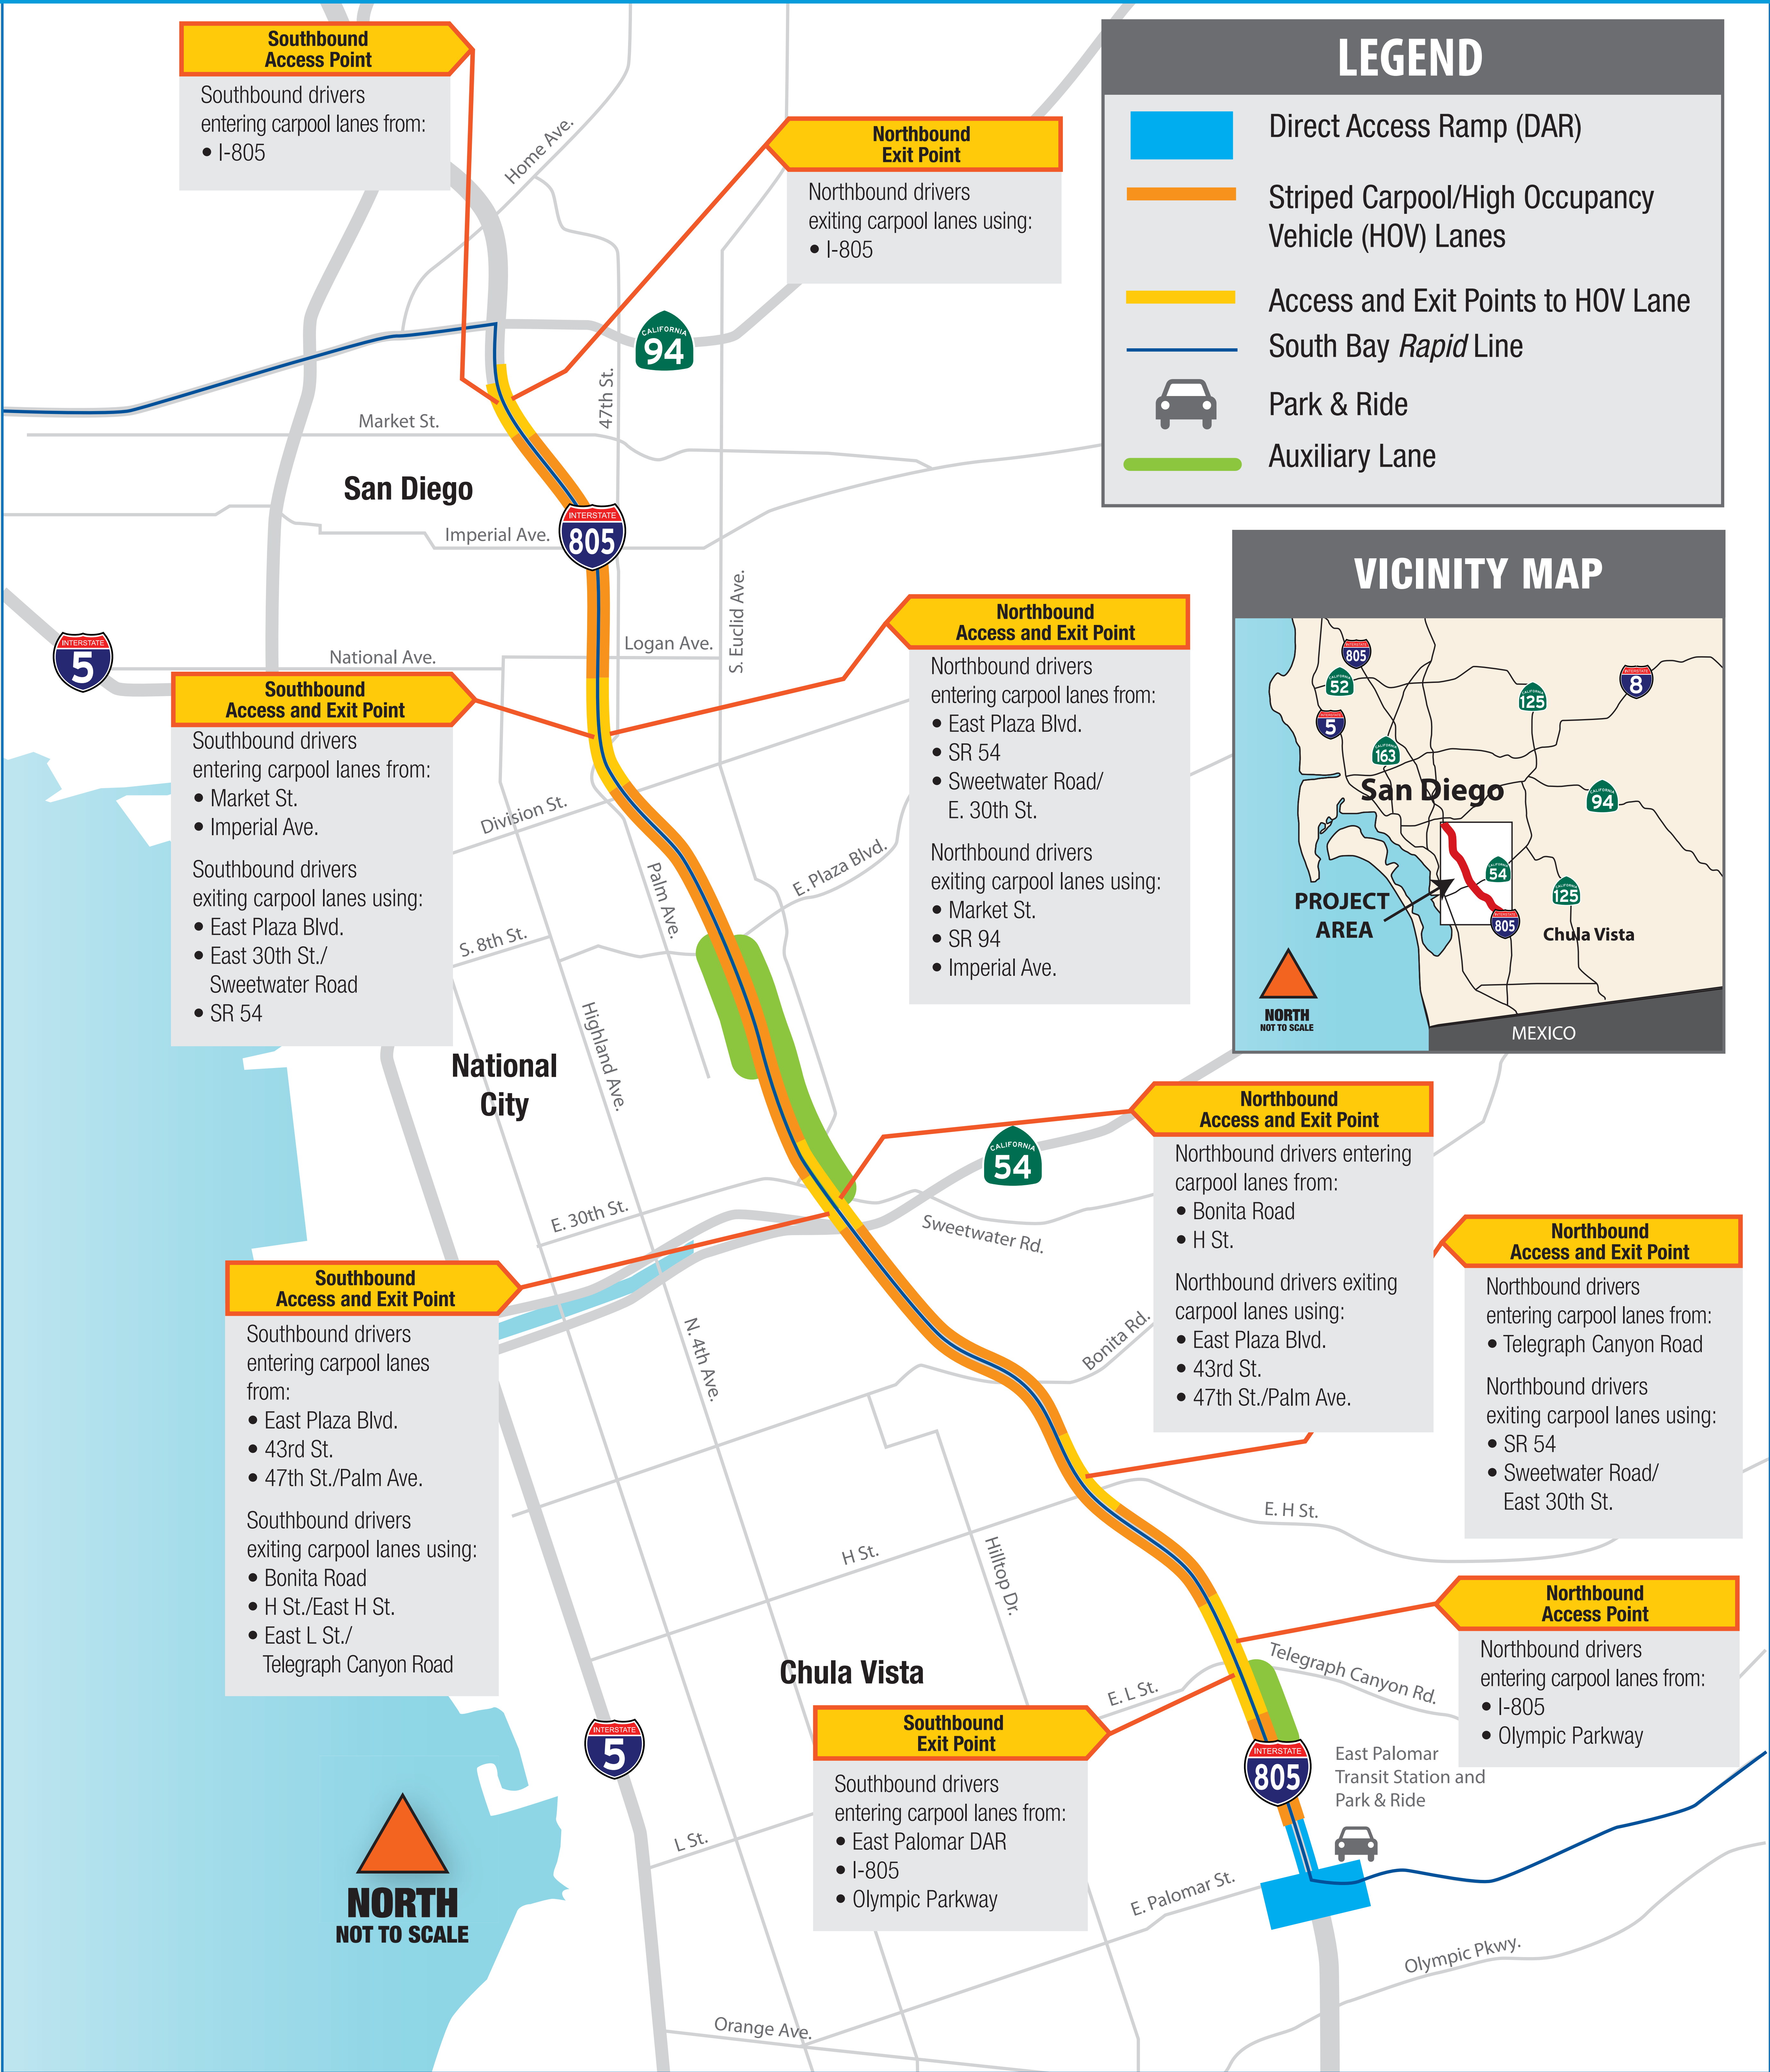 Southbound
Access Point
Southbound drivers
entering carpool lanes from:
• I-805
Northbound
Exit Point
Northbound drivers
exiting carpool lanes using:
• I-805
LEGEND
Direct Access Ramp (DAR)
Striped Carpool/High Occupancy
Vehicle (HOV) Lanes
Access and Exit Points to HOV Lane
South Bay Rapid Line
Park & Ride
Auxiliary Lane
Home Ave.
CALIFORNIA
94
47th St.
Market St.
San Diego
Imperial Ave.
INTERSTATE
805
S. Euclid Ave.
Logan Ave.
National Ave.
INTERSTATE
5
VICINITY MAP
INTERSTATE
805
CALIFORNIA
52
INTERSTATE
5
CALIFORNIA
163
CALIFORNIA
125
INTERSTATE
8
San Diego
CALIFORNIA
94
CALIFORNIA
54
CALIFORNIA
125
PROJECT
AREA
INTERSTATE
805
Chula Vista
NORTH
NOT TO SCALE
MEXICO
Northbound
Access and Exit Point
Northbound drivers
entering carpool lanes from:
• East Plaza Blvd.
• SR 54
• Sweetwater Road/
E. 30th St.
Northbound drivers
exiting carpool lanes using:
• Market St.
• SR 94
• Imperial Ave.
Southbound
Access and Exit Point
Southbound drivers
entering carpool lanes from:
• Market St.
• Imperial Ave.
Southbound drivers
exiting carpool lanes using:
• East Plaza Blvd.
• East 30th St./
Sweetwater Road
• SR 54
Division St.
Palm Ave.
E. Plaza Blvd.
S. 8th St.
Highland Ave.
National
City
Northbound
Access and Exit Point
Northbound drivers entering
carpool lanes from:
• Bonita Road
• H St.
Northbound drivers exiting
carpool lanes using:
• East Plaza Blvd.
• 43rd St.
• 47th St./Palm Ave.
CALIFORNIA
54
E. 30th St.
Sweetwater Rd.
Northbound
Access and Exit Point
Northbound drivers
entering carpool lanes from:
• Telegraph Canyon Road
Northbound drivers
exiting carpool lanes using:
• SR 54
• Sweetwater Road/
East 30th St.
Southbound
Access and Exit Point
Southbound drivers
entering carpool lanes
from:
• East Plaza Blvd.
• 43rd St.
• 47th St./Palm Ave.
Southbound drivers
exiting carpool lanes using:
• Bonita Road
• H St./East H St.
• East L St./
Telegraph Canyon Road
N. 4th Ave.
Bonita Rd.
E. H St.
H St.
Hilltop Dr.
Chula Vista
Northbound
Access Point
Northbound drivers
entering carpool lanes from:
• I-805
• Olympic Parkway
Telegraph Canyon Rd.
E. L St.
Southbound
Exit Point
Southbound drivers
entering carpool lanes from:
• East Palomar DAR
• I-805
• Olympic Parkway
INTERSTATE
5
INTERSTATE
805
East Palomar
Transit Station and
Park & Ride
L St.
E. Palomar St.
Olympic Pkwy.
Orange Ave.
NORTH
NOT TO SCALE